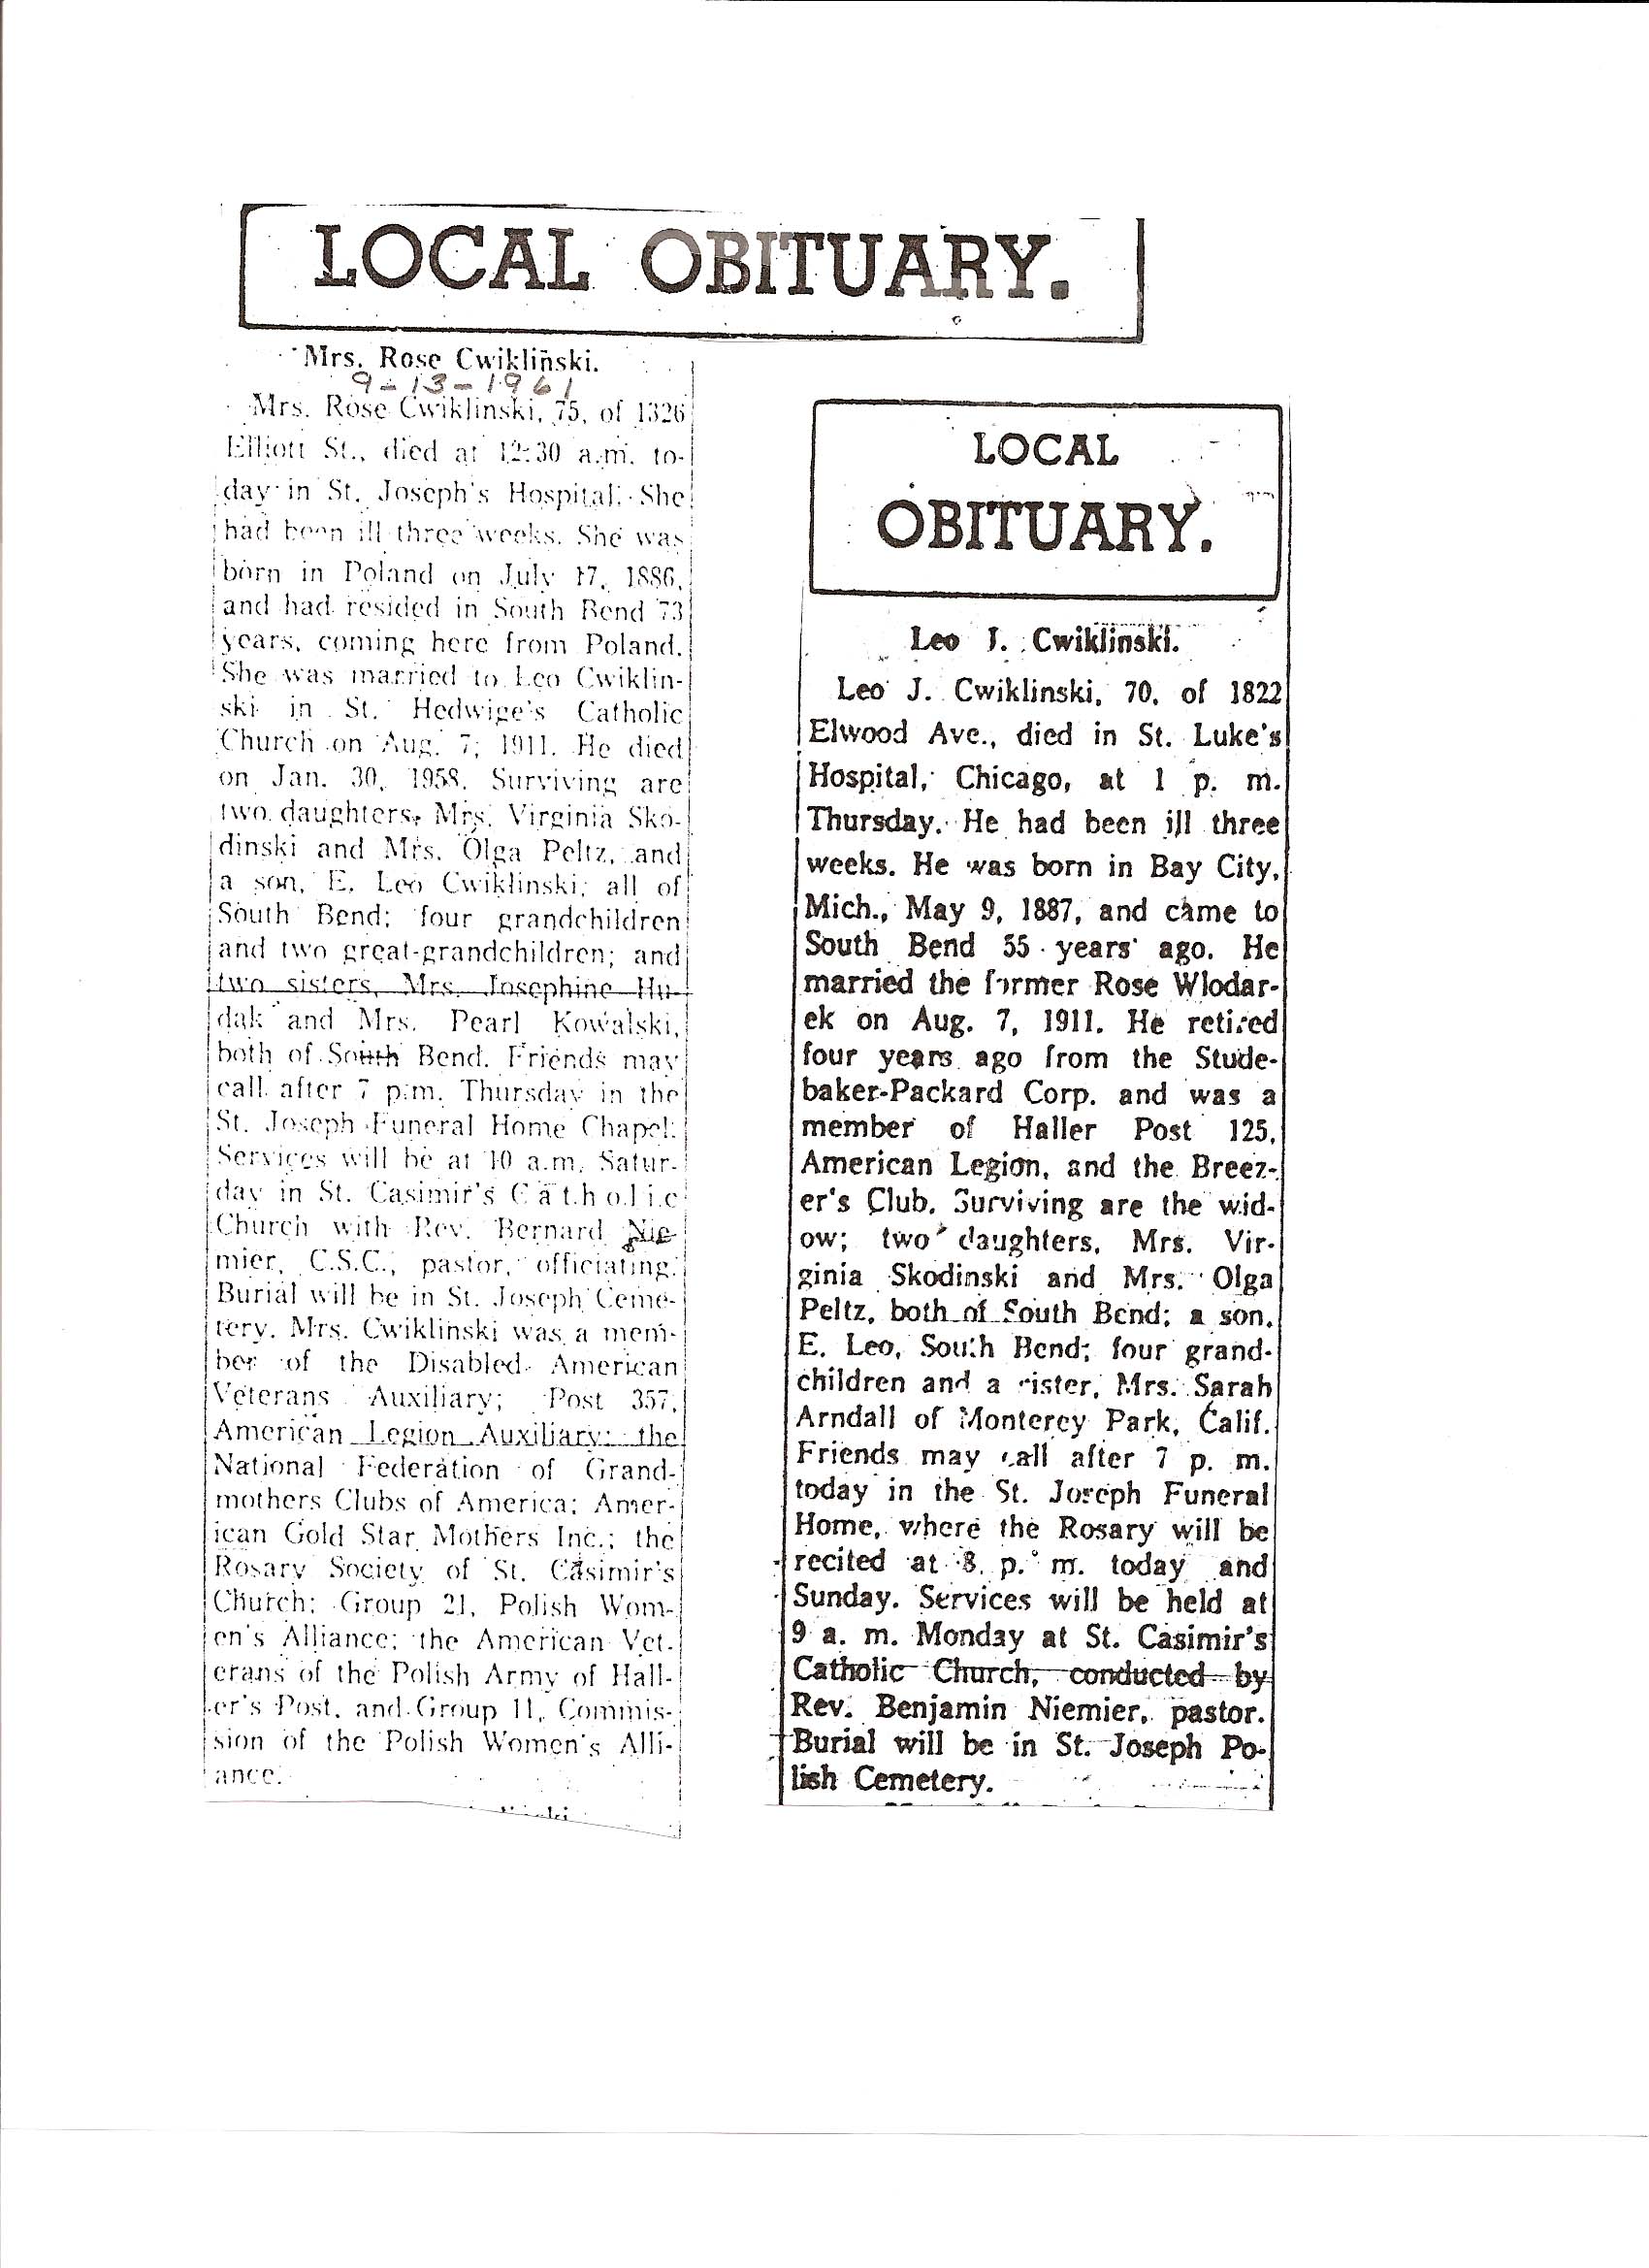 LOCAL OBITUARY.
Mrs. Rose Cwikliński.
9-13-1961
Mrs. Rose Cwiklinski, 75, of 1326
Elliott St., died at 12:30 a.m. to-
day in St. Joseph's Hospital. She
had been ill three weeks. She was
born in Poland on July 17, 1886,
and had resided in South Bend 73
years, coming here from Poland.
She was married to Leo Cwiklin-
ski in St. Hedwige's Catholic
Church on Aug. 7, 1911. He died
on Jan. 30, 1958. Surviving are
two daughters, Mrs. Virginia Sko-
dinski and Mrs. Olga Peltz, and
a son, E. Leo Cwiklinski, all of
South Bend; four grandchildren
and two great-grandchildren; and
two sisters, Mrs. Josephine Hu-
dak and Mrs. Pearl Kowalski,
both of South Bend. Friends may
call after 7 p.m. Thursday in the
St. Joseph Funeral Home Chapel.
Services will be at 10 a.m. Satur-
day in St. Casimir's Catholic
Church with Rev. Bernard Nie-
mier, C.S.C., pastor, officiating.
Burial will be in St. Joseph Ceme-
tery. Mrs. Cwiklinski was a mem-
ber of the Disabled American
Veterans Auxiliary; Post 357,
American Legion Auxiliary; the
National Federation of Grand-
mothers Clubs of America; Amer-
ican Gold Star Mothers Inc.; the
Rosary Society of St. Casimir's
Church; Group 21, Polish Wom-
en's Alliance; the American Vet-
erans of the Polish Army of Hall-
er's Post, and Group 11, Commis-
sion of the Polish Women's Alli-
ance.
LOCAL
OBITUARY.
Leo J. Cwiklinski.
Leo J. Cwiklinski, 70, of 1822
Elwood Ave., died in St. Luke's
Hospital, Chicago, at 1 p. m.
Thursday. He had been ill three
weeks. He was born in Bay City,
Mich., May 9, 1887, and came to
South Bend 55 years ago. He
married the former Rose Wlodar-
ek on Aug. 7, 1911. He retired
four years ago from the Stude-
baker-Packard Corp. and was a
member of Haller Post 125,
American Legion, and the Breez-
er's Club. Surviving are the wid-
ow; two daughters, Mrs. Vir-
ginia Skodinski and Mrs. Olga
Peltz, both of South Bend; a son,
E. Leo, South Bend; four grand-
children and a sister, Mrs. Sarah
Arndall of Monterey Park, Calif.
Friends may call after 7 p. m.
today in the St. Joseph Funeral
Home, where the Rosary will be
recited at 8 p. m. today and
Sunday. Services will be held at
9 a. m. Monday at St. Casimir's
Catholic Church, conducted by
Rev. Benjamin Niemier, pastor.
Burial will be in St. Joseph Po-
lish Cemetery.